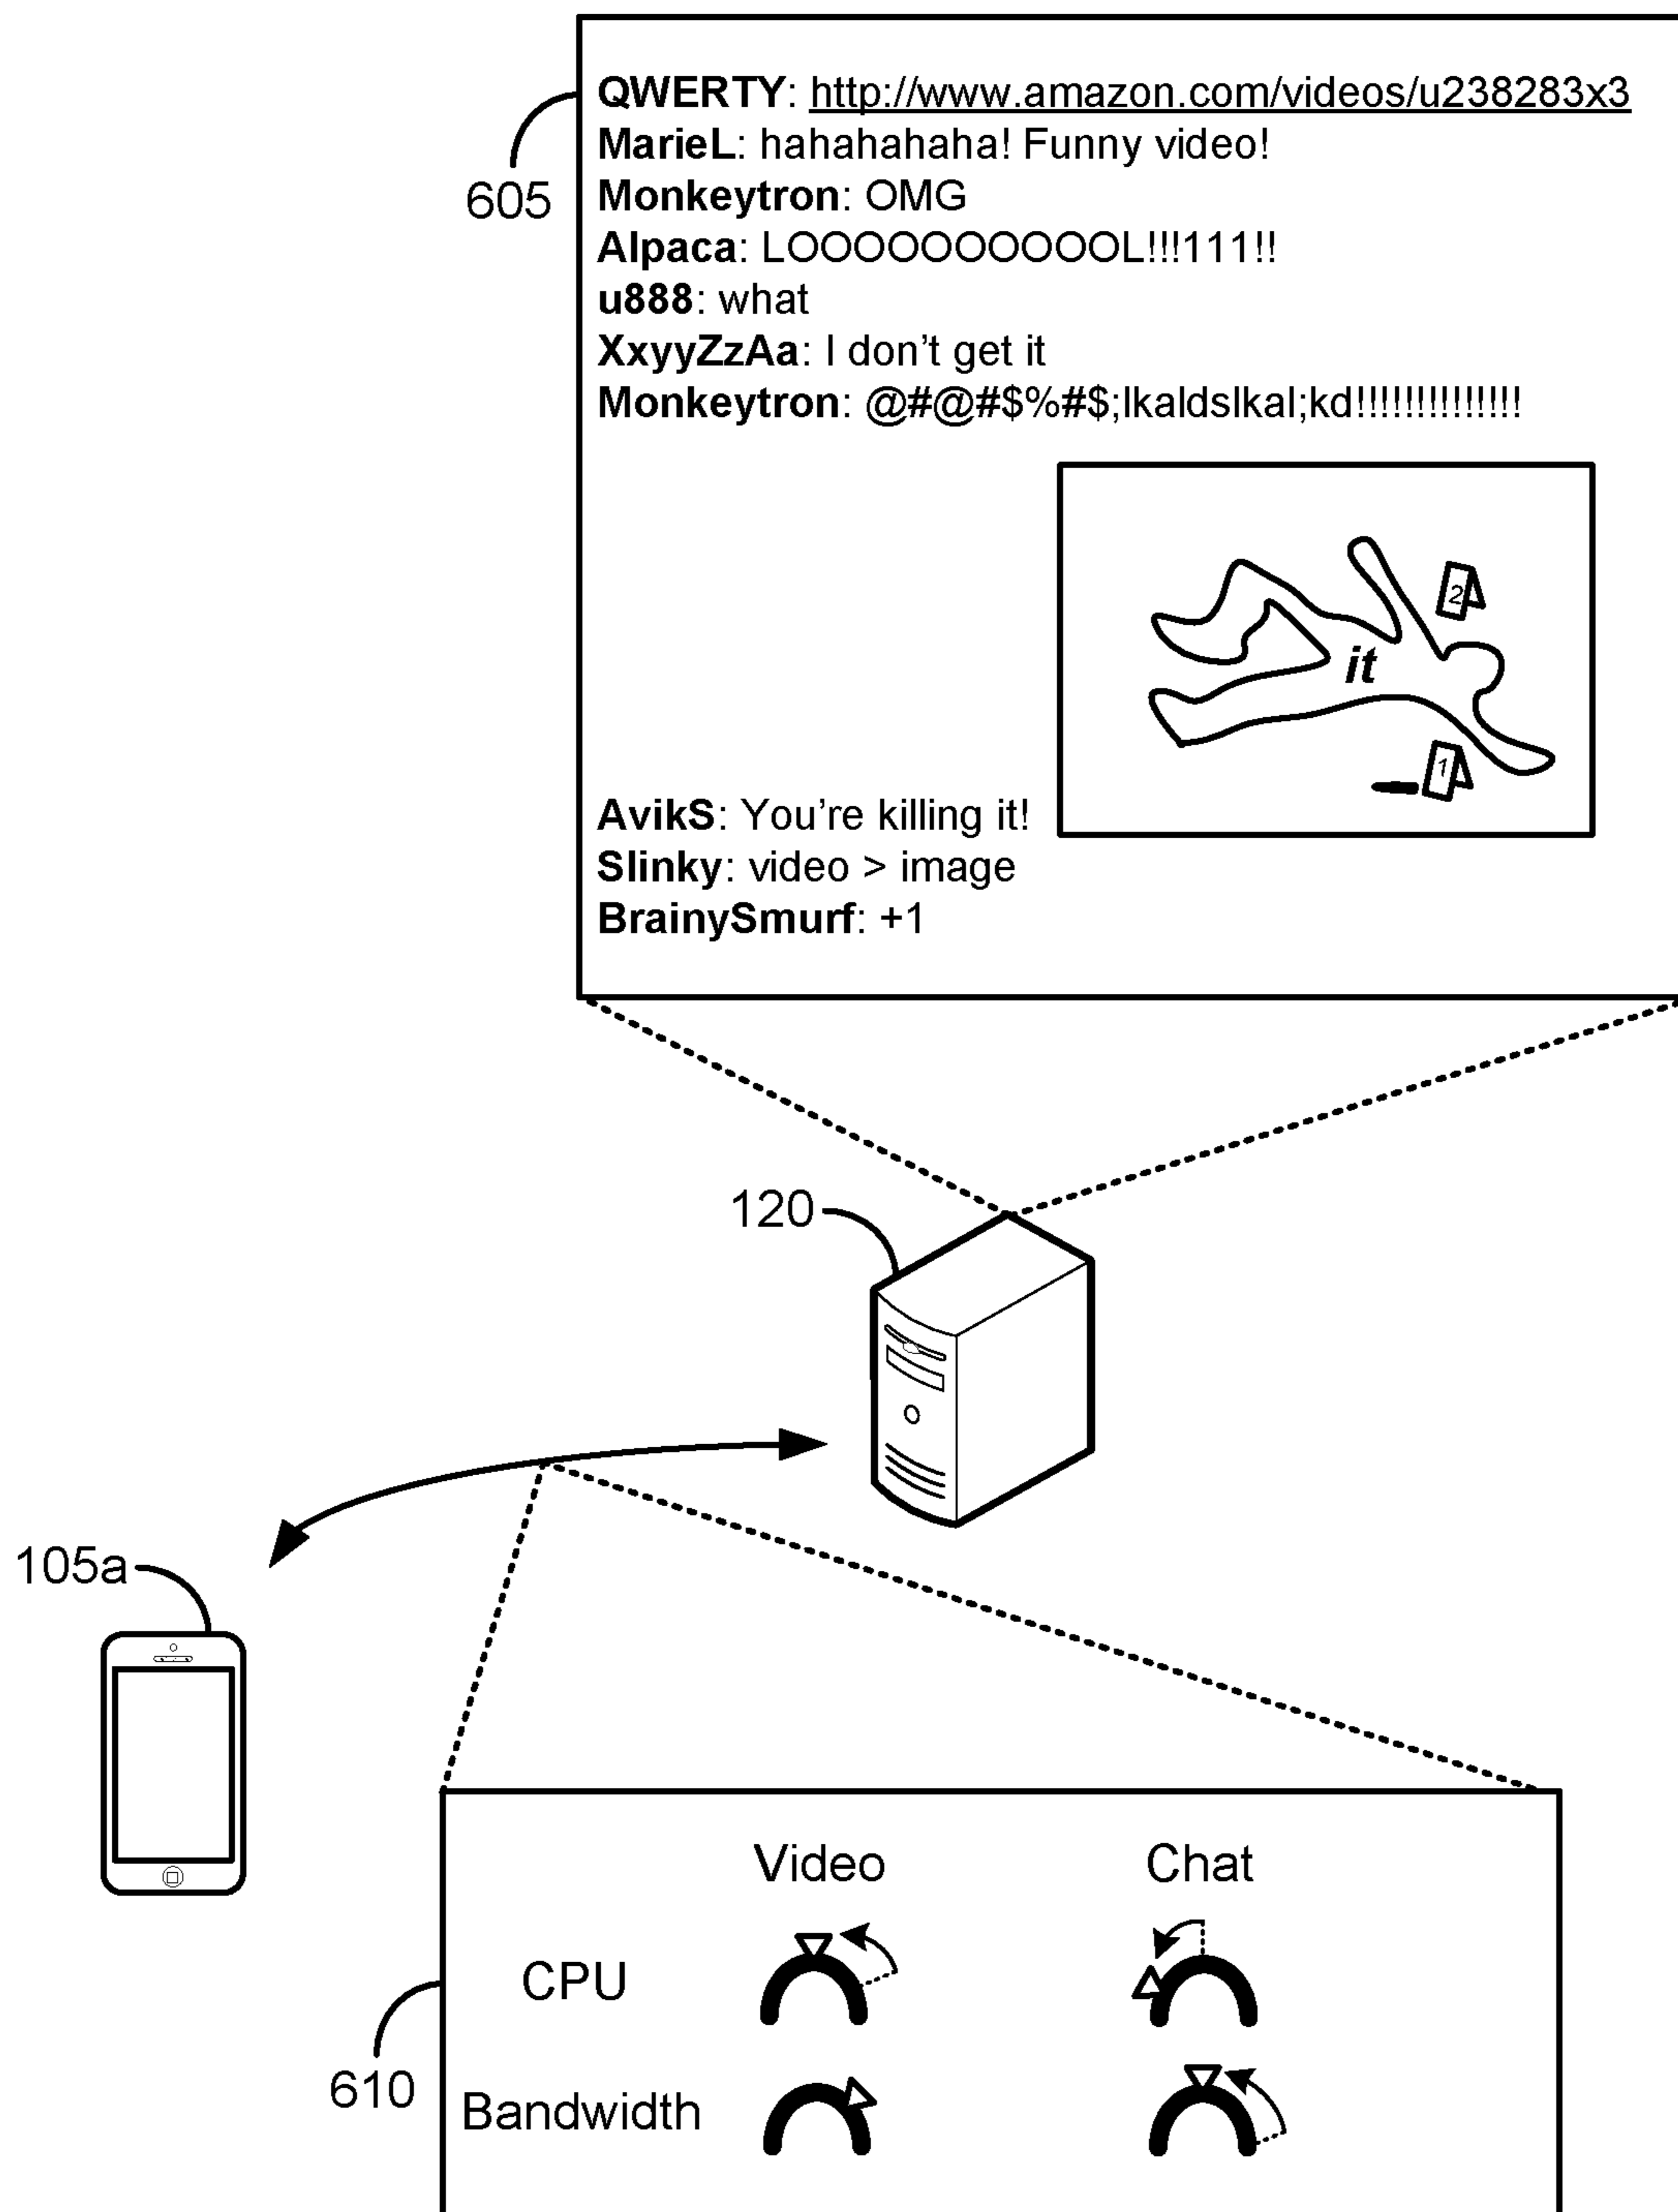 QWERTY: http://www.amazon.com/videos/u238283x3
MarieL: hahahahaha! Funny video!
605
Monkeytron: OMG
Alpaca: LOOOOOOOOOOL!!!111!!
u888: what
XxyyZzAa: I don't get it
Monkeytron: @#@#$%#$;lkaldslkal;kd!!!!!!!!!!!!!!
2
it
1
AvikS: You're killing it!
Slinky: video > image
BrainySmurf: +1
120
105a
Video Chat
CPU
610
Bandwidth